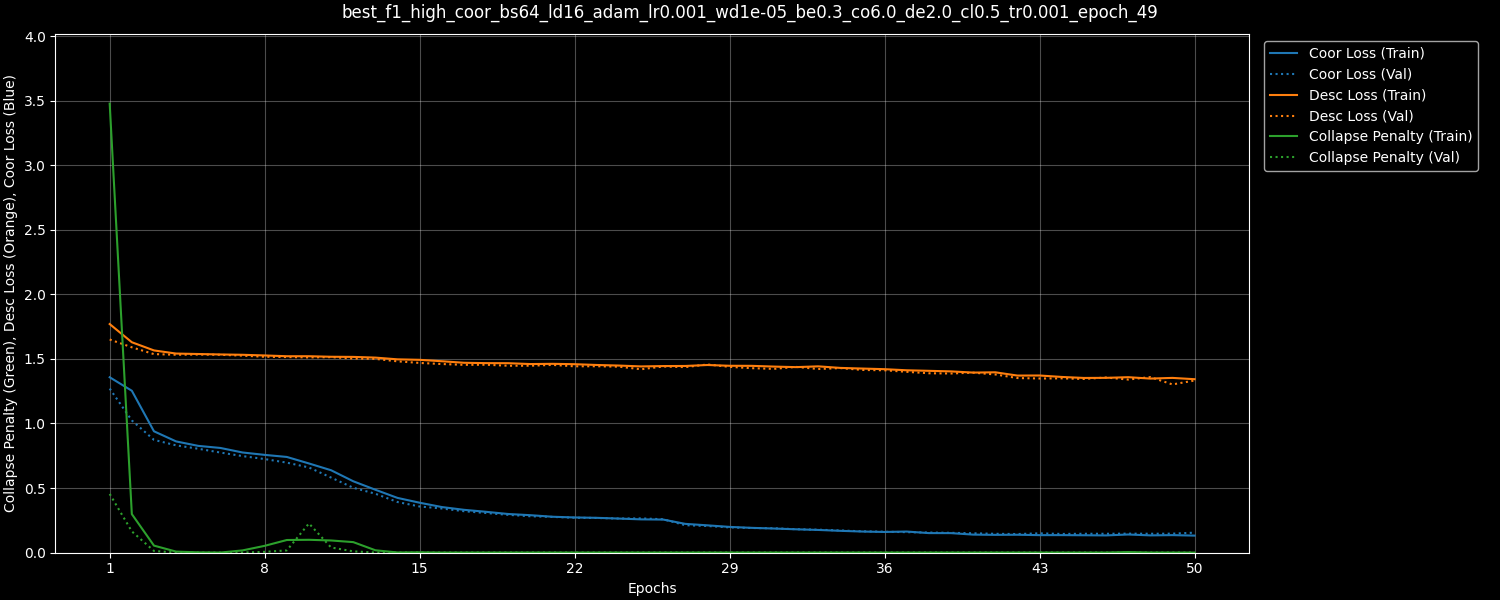 best_f1_high_coor_bs64_ld16_adam_lr0.001_wd1e-05_be0.3_co6.0_de2.0_cl0.5_tr0.001_epoch_49
Collapse Penalty (Green), Desc Loss (Orange), Coor Loss (Blue)
4.0
3.5
3.0
2.5
2.0
1.5
1.0
0.5
0.0
1 8 15 22 29 36 43 50
Epochs
Coor Loss (Train)
Coor Loss (Val)
Desc Loss (Train)
Desc Loss (Val)
Collapse Penalty (Train)
Collapse Penalty (Val)